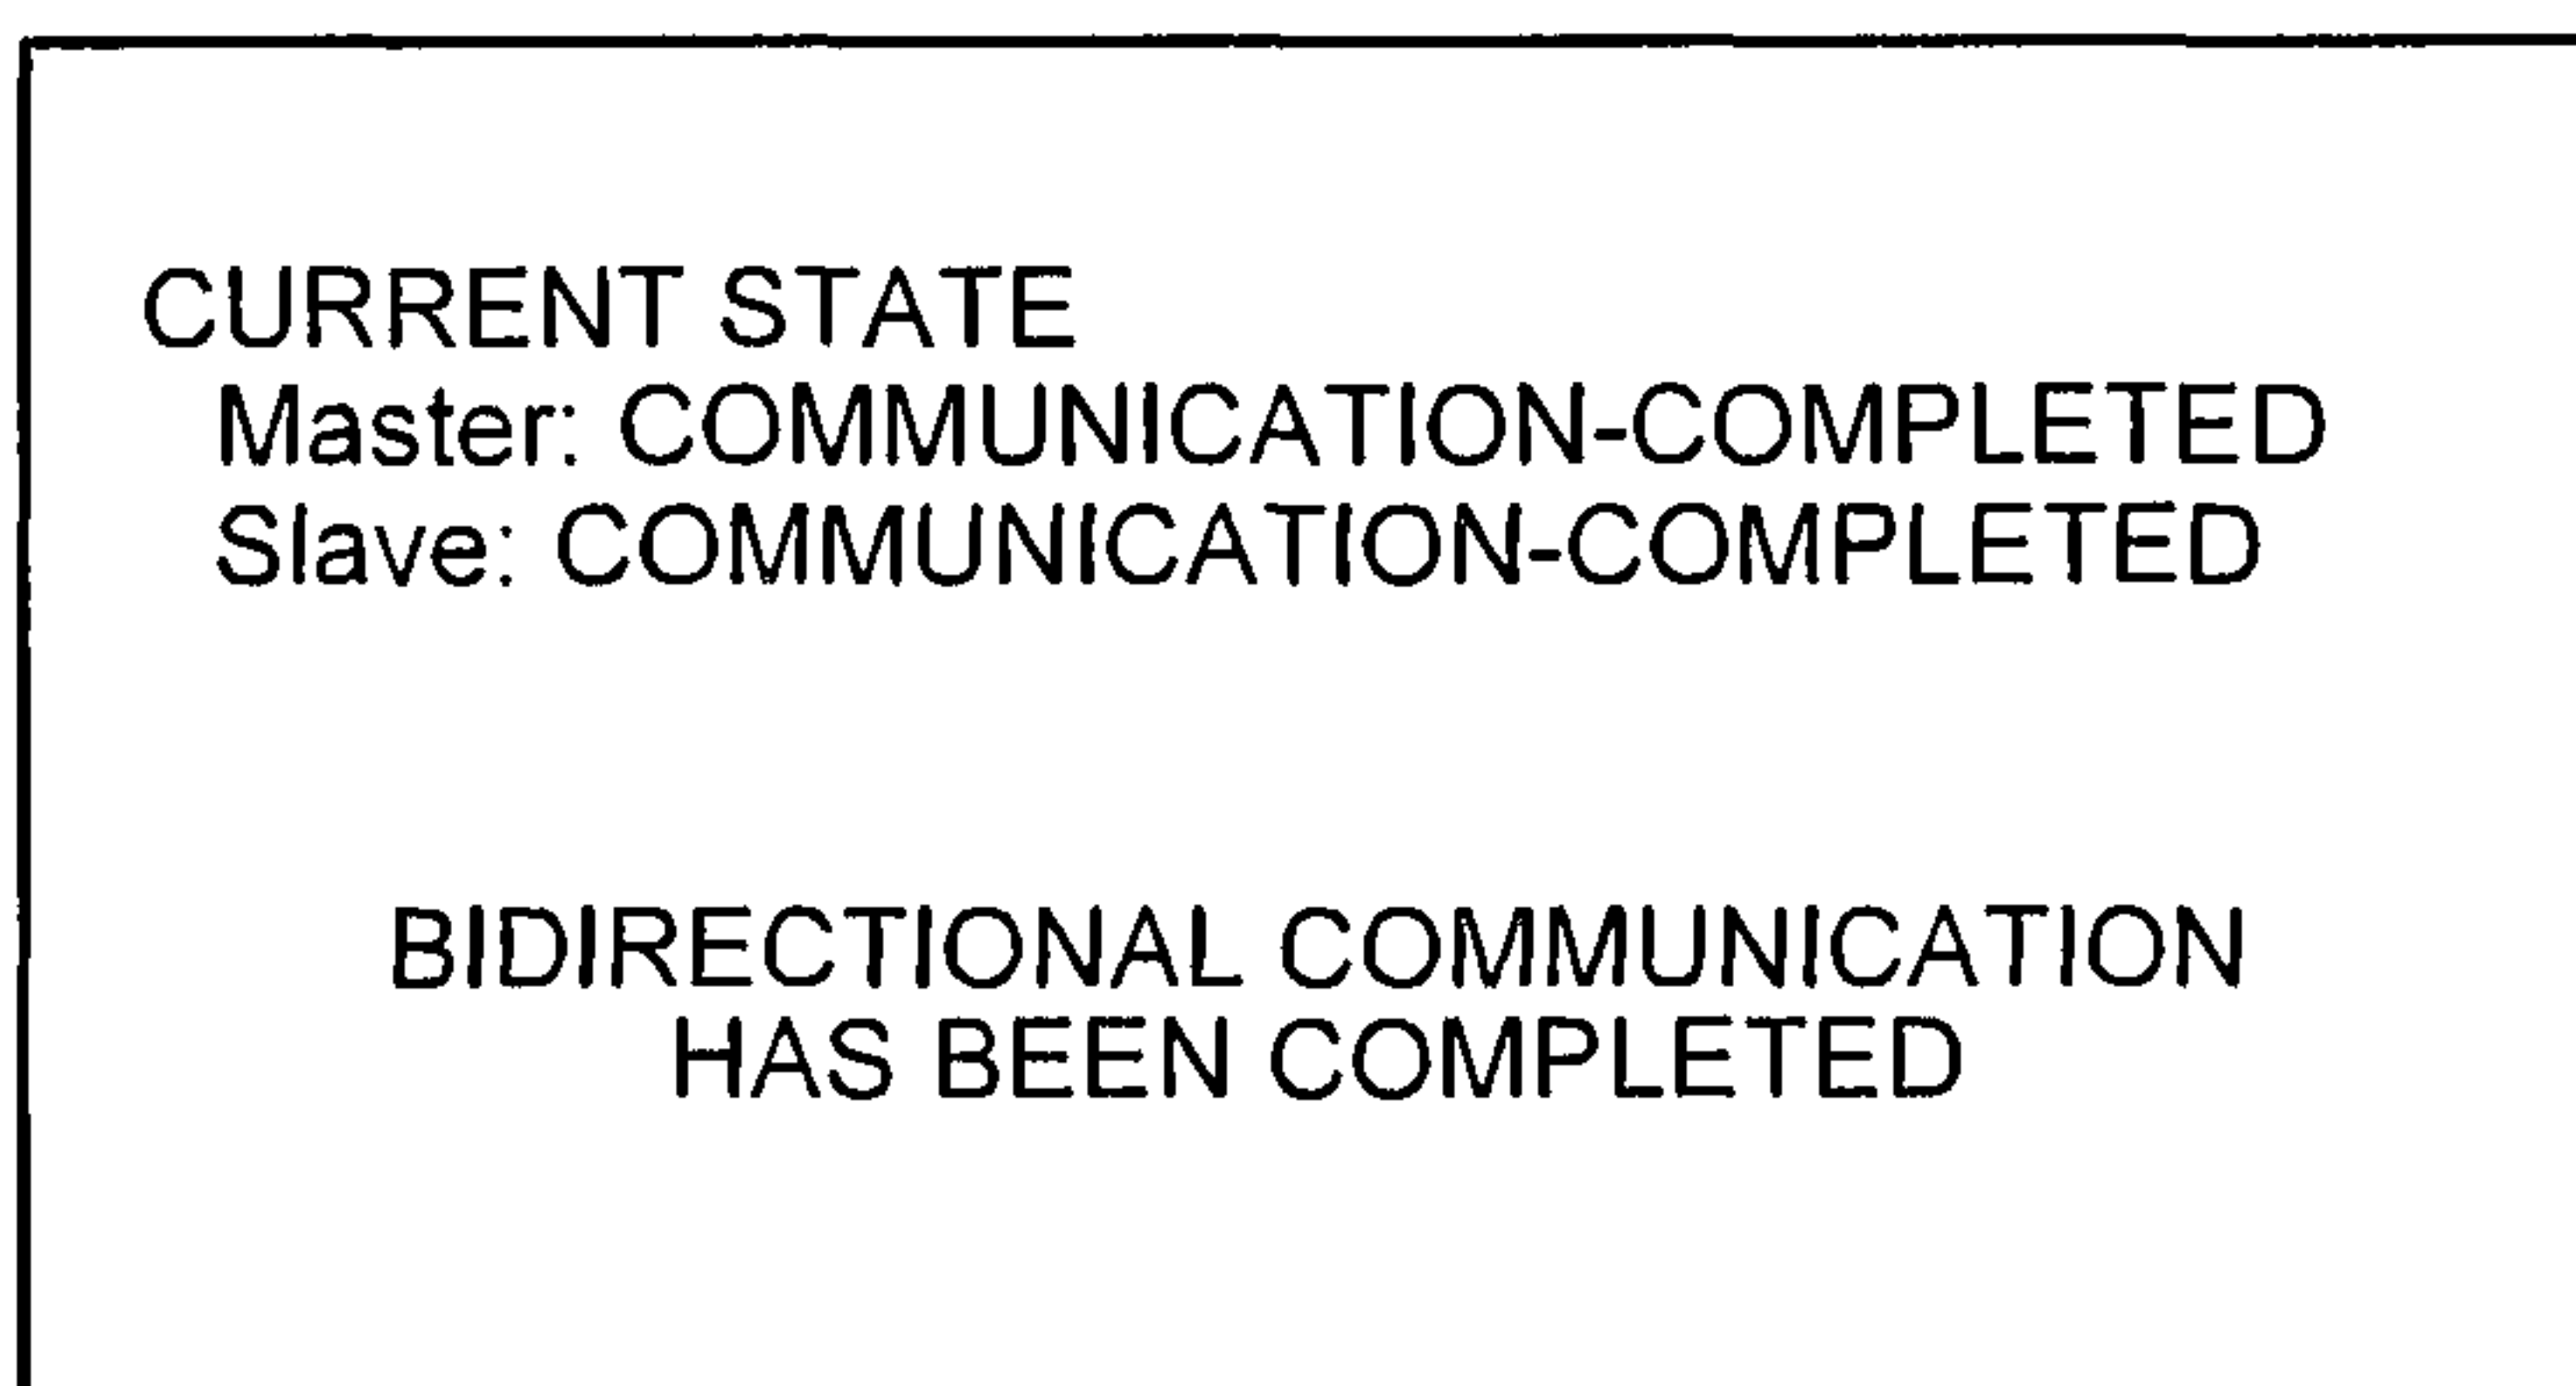 CURRENT STATE
Master: COMMUNICATION-COMPLETED
Slave: COMMUNICATION-COMPLETED
BIDIRECTIONAL COMMUNICATION
HAS BEEN COMPLETED